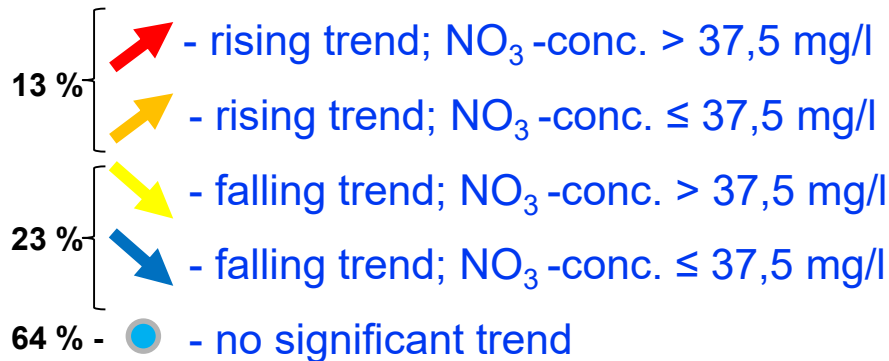 - rising trend; NO₃-conc. > 37,5 mg/l
13 %
- rising trend; NO₃-conc. ≤ 37,5 mg/l
- falling trend; NO₃-conc. > 37,5 mg/l
23 %
- falling trend; NO₃-conc. ≤ 37,5 mg/l
64 % - - no significant trend